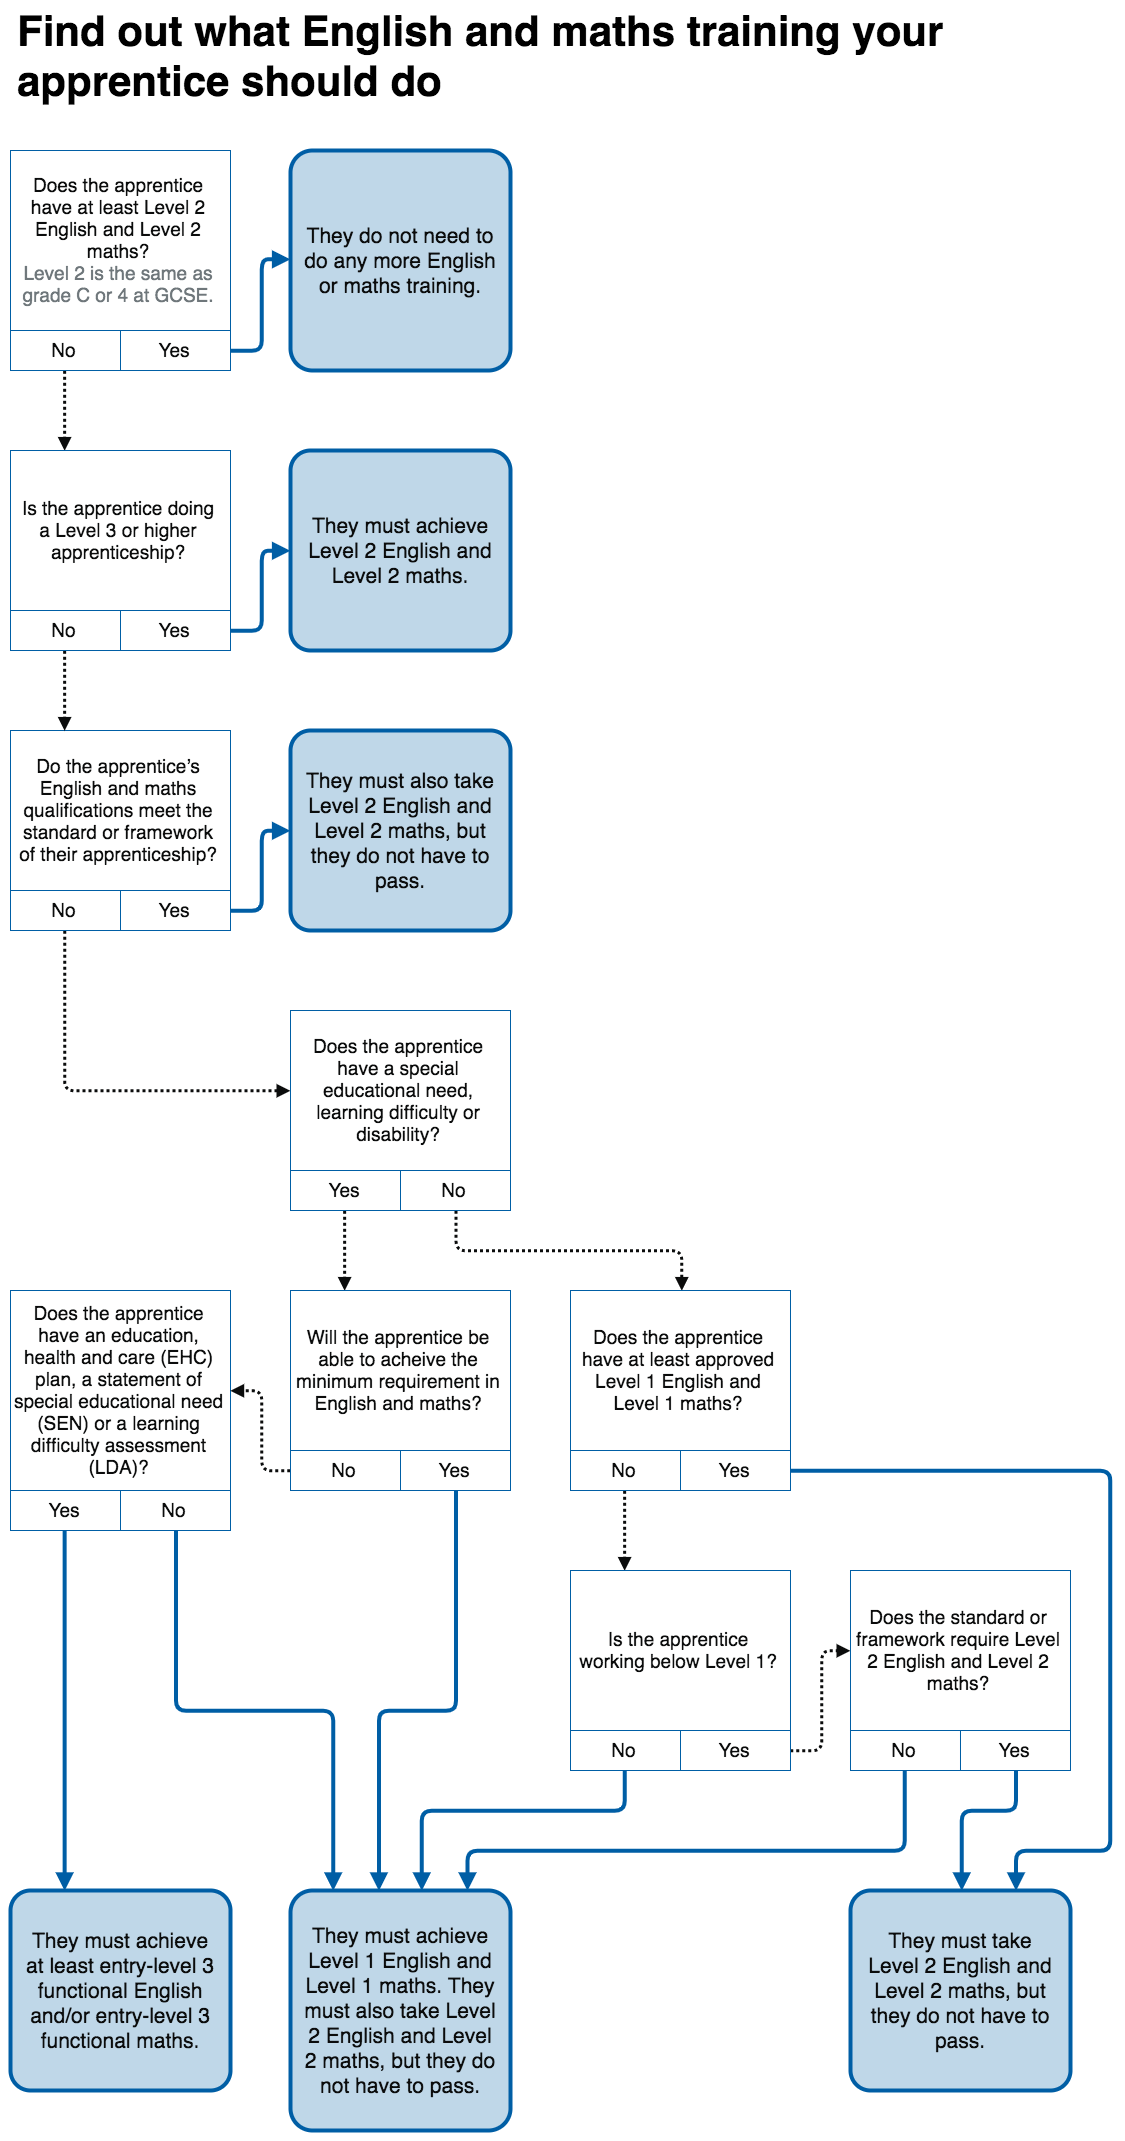 Find out what English and maths training your
apprentice should do
Does the apprentice
have at least Level 2
English and Level 2
maths?
Level 2 is the same as
grade C or 4 at GCSE.
No
Yes
They do not need to
do any more English
or maths training.
Is the apprentice doing
a Level 3 or higher
apprenticeship?
No
Yes
They must achieve
Level 2 English and
Level 2 maths.
Do the apprentice’s
English and maths
qualifications meet the
standard or framework
of their apprenticeship?
No
Yes
They must also take
Level 2 English and
Level 2 maths, but
they do not have to
pass.
Does the apprentice
have a special
educational need,
learning difficulty or
disability?
Yes
No
Does the apprentice
have an education,
health and care (EHC)
plan, a statement of
special educational need
(SEN) or a learning
difficulty assessment
(LDA)?
Yes
No
Will the apprentice be
able to acheive the
minimum requirement in
English and maths?
No
Yes
Does the apprentice
have at least approved
Level 1 English and
Level 1 maths?
No
Yes
Is the apprentice
working below Level 1?
No
Yes
Does the standard or
framework require Level
2 English and Level 2
maths?
No
Yes
They must achieve
at least entry-level 3
functional English
and/or entry-level 3
functional maths.
They must achieve
Level 1 English and
Level 1 maths. They
must also take Level
2 English and Level
2 maths, but they do
not have to pass.
They must take
Level 2 English and
Level 2 maths, but
they do not have to
pass.